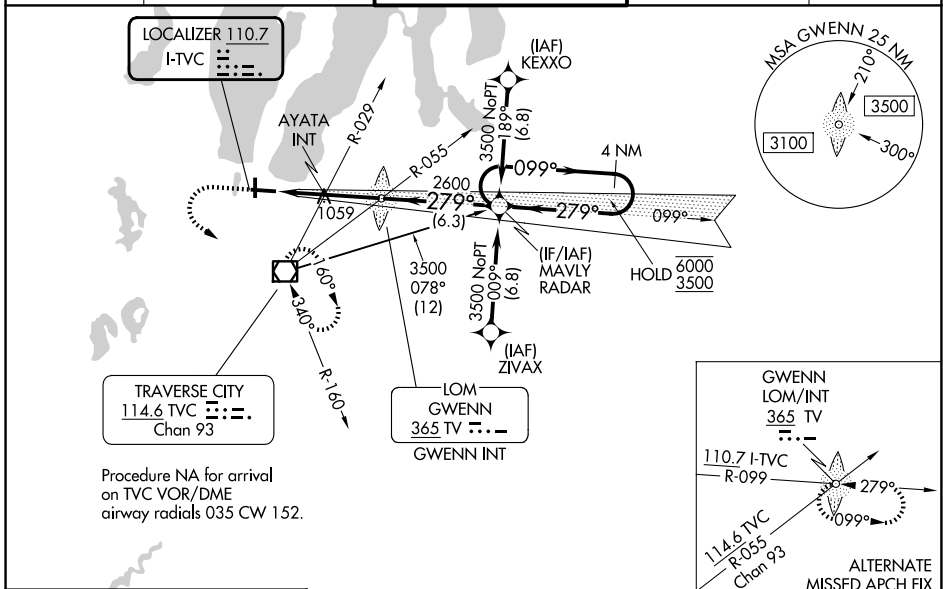 LOCALIZER 110.7
I-TVC
(IAF)
KEXXO
MSA GWENN 25 NM
210°
3500
3100
300°
AYATA
INT
R-029
R-055
3500 NoPT
189°
(6.8)
4 NM
099°
2600
279°
279°
099°
1059
(6.3)
(IF/IAF)
MAVLY
RADAR
HOLD
6000
3500
3500
078°
(12)
3500 NoPT
009°
(6.8)
160°
340°
R-160
(IAF)
ZIVAX
TRAVERSE CITY
114.6 TVC
Chan 93
LOM
GWENN
365 TV
GWENN INT
Procedure NA for arrival
on TVC VOR/DME
airway radials 035 CW 152.
GWENN
LOM/INT
365 TV
110.7 I-TVC
R-099
279°
099°
114.6 TVC
R-055
Chan 93
ALTERNATE
MISSED APCH FIX